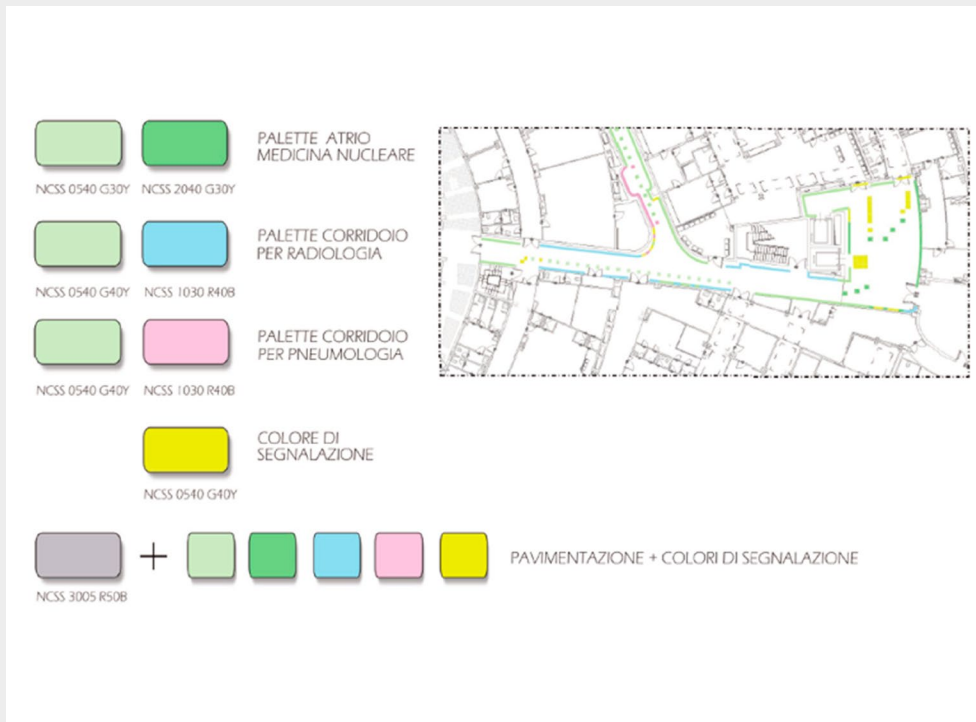 PALETTE ATRIO
MEDICINA NUCLEARE
NCSS 0540 G30Y NCSS 2040 G30Y
PALETTE CORRIDOIO
PER RADIOLOGIA
NCSS 0540 G40Y NCSS 1030 R40B
PALETTE CORRIDOIO
PER PNEUMOLOGIA
NCSS 0540 G40Y NCSS 1030 R40B
COLORE DI
SEGNALAZIONE
NCSS 0540 G40Y
+ PAVIMENTAZIONE + COLORI DI SEGNALAZIONE
NCSS 3005 R50B